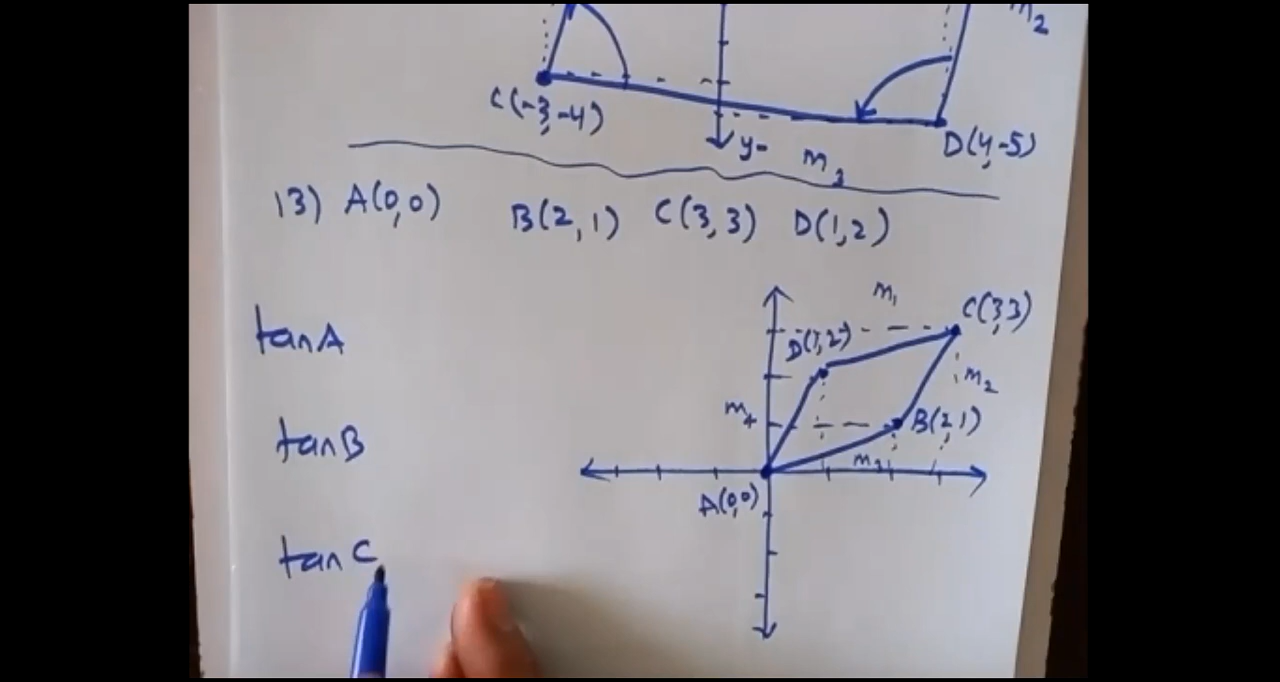 m2
C(-3,-4)
y-
m3
D(4,-5)
13) A(0,0) B(2,1) C(3,3) D(1,2)
m1
C(3,3)
tanA
D(1,2)
m2
m4
B(2,1)
tanB
m3
A(0,0)
tanC